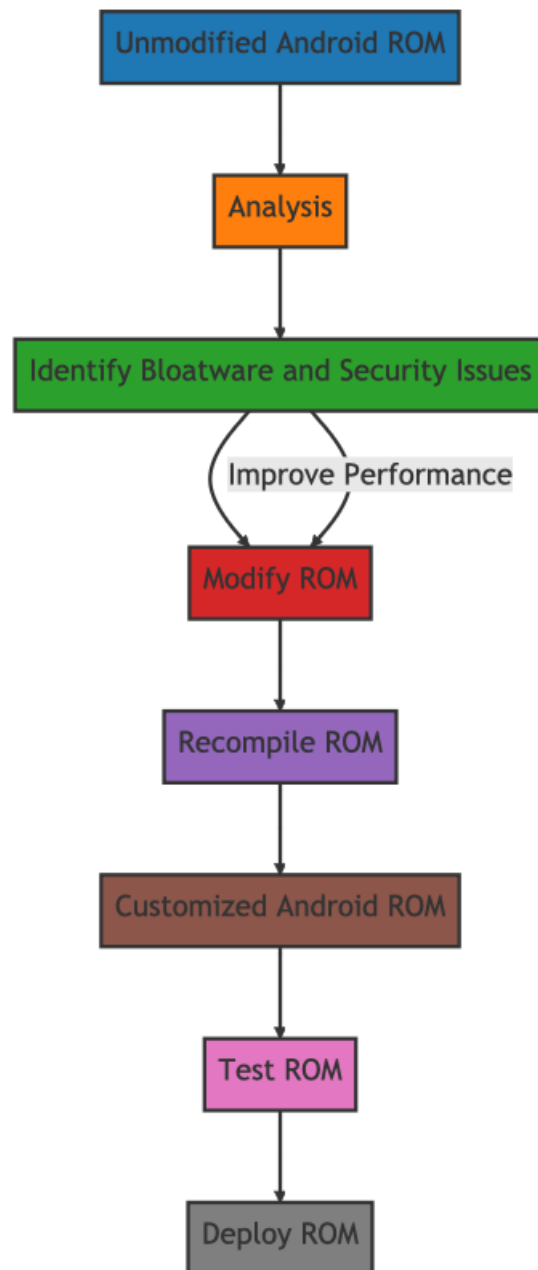 Unmodified Android ROM
Analysis
Identify Bloatware and Security Issues
Improve Performance
Modify ROM
Recompile ROM
Customized Android ROM
Test ROM
Deploy ROM